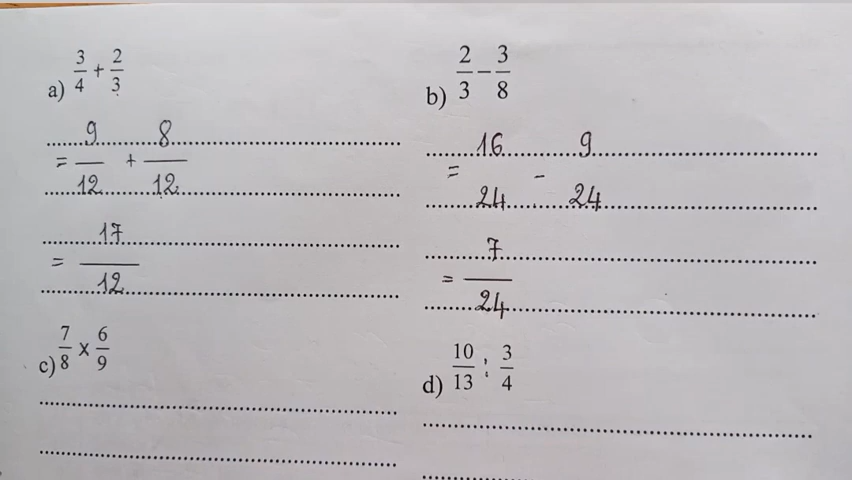 a) 3/4 + 2/3
= 9/12 + 8/12
= 17/12
b) 2/3 - 3/8
= 16/24 - 9/24
= 7/24
c) 7/8 x 6/9
d) 10/13 : 3/4